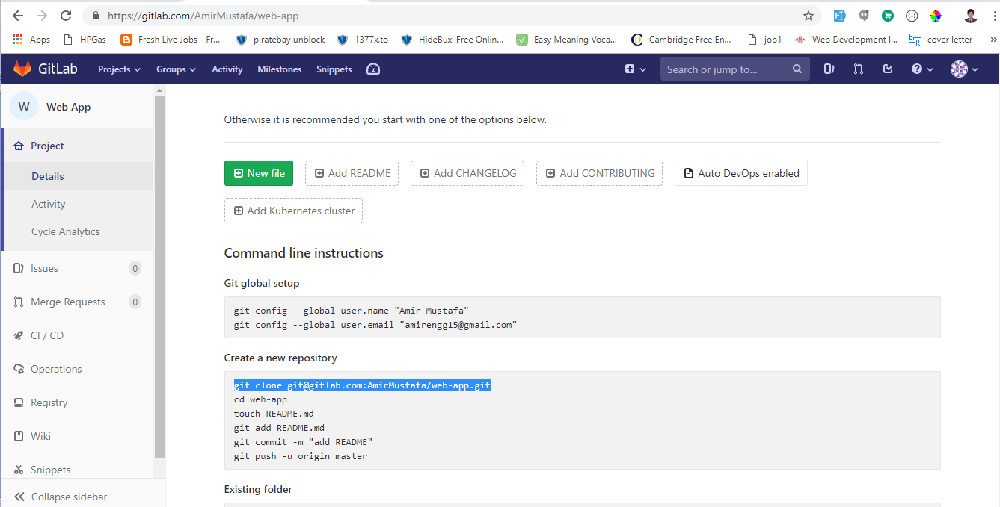 https://gitlab.com/AmirMustafa/web-app
Apps HPGas Fresh Live Jobs - Fr... piratebay unblock 1377x.to HideBux: Free Onlin... Easy Meaning Voca... Cambridge Free En... job1 Web Development I... cover letter »
GitLab Projects Groups Activity Milestones Snippets Search or jump to...
W Web App
Project
Details
Activity
Cycle Analytics
Issues 0
Merge Requests 0
CI / CD
Operations
Registry
Wiki
Snippets
Collapse sidebar
Otherwise it is recommended you start with one of the options below.
New file Add README Add CHANGELOG Add CONTRIBUTING Auto DevOps enabled
Add Kubernetes cluster
Command line instructions
Git global setup
git config --global user.name "Amir Mustafa"
git config --global user.email "amirengg15@gmail.com"
Create a new repository
git clone git@gitlab.com:AmirMustafa/web-app.git
cd web-app
touch README.md
git add README.md
git commit -m "add README"
git push -u origin master
Existing folder